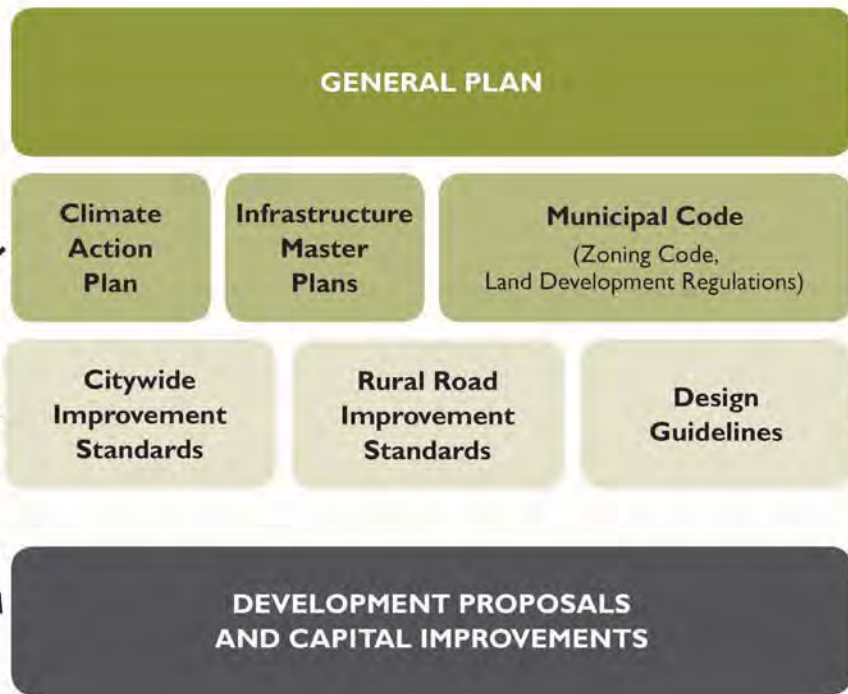 GENERAL PLAN
Climate
Action
Plan
Infrastructure
Master
Plans
Municipal Code
(Zoning Code,
Land Development Regulations)
Citywide
Improvement
Standards
Rural Road
Improvement
Standards
Design
Guidelines
DEVELOPMENT PROPOSALS
AND CAPITAL IMPROVEMENTS